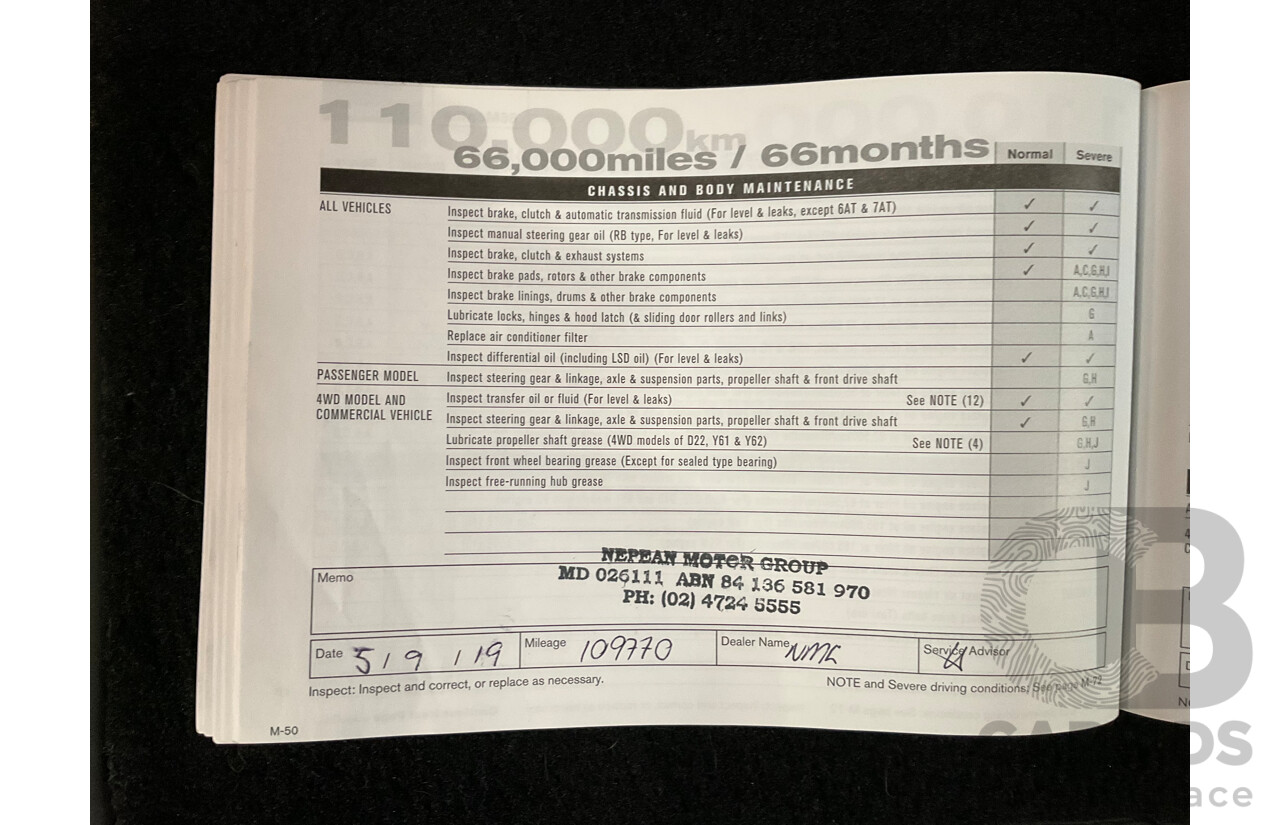 110,000km
66,000miles / 66months
Normal Severe
CHASSIS AND BODY MAINTENANCE
ALL VEHICLES
Inspect brake, clutch & automatic transmission fluid (For level & leaks, except 6AT & 7AT) ✓ ✓
Inspect manual steering gear oil (RB type, For level & leaks) ✓ ✓
Inspect brake, clutch & exhaust systems ✓ ✓
Inspect brake pads, rotors & other brake components ✓ A,C,G,H,I
Inspect brake linings, drums & other brake components A,C,G,H,I
Lubricate locks, hinges & hood latch (& sliding door rollers and links) G
Replace air conditioner filter A
Inspect differential oil (including LSD oil) (For level & leaks) ✓ ✓
PASSENGER MODEL Inspect steering gear & linkage, axle & suspension parts, propeller shaft & front drive shaft G,H
4WD MODEL AND
COMMERCIAL VEHICLE
Inspect transfer oil or fluid (For level & leaks) See NOTE (12) ✓ ✓
Inspect steering gear & linkage, axle & suspension parts, propeller shaft & front drive shaft ✓ G,H
Lubricate propeller shaft grease (4WD models of D22, Y61 & Y62) See NOTE (4) G,H,J
Inspect front wheel bearing grease (Except for sealed type bearing) J
Inspect free-running hub grease J
Memo
NEPEAN MOTOR GROUP
MD 026111 ABN 84 136 581 970
PH: (02) 4724 5555
Date 5/9/19 Mileage 109770 Dealer Name NMG Service Advisor
Inspect: Inspect and correct, or replace as necessary.
NOTE and Severe driving conditions: See page M-72
M-50